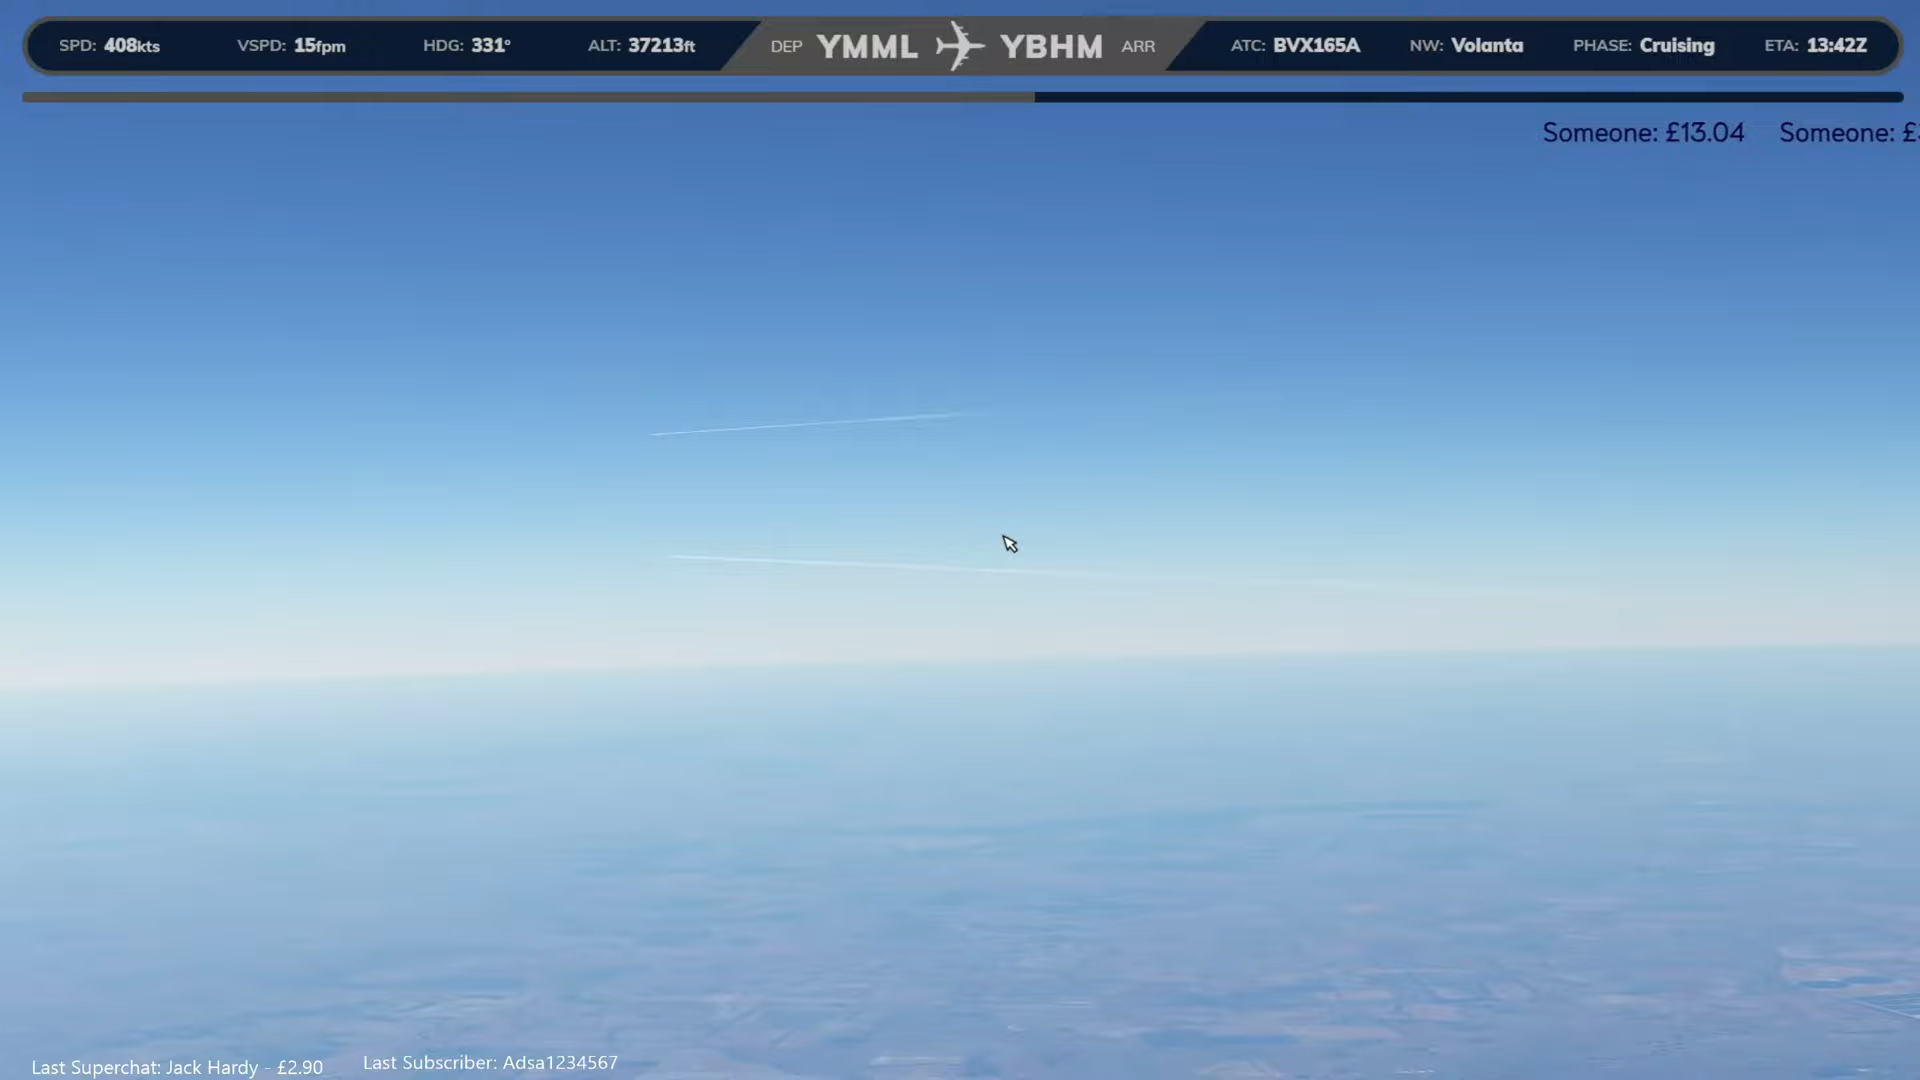 SPD: 408kts VSPD: 15fpm HDG: 331° ALT: 37213ft DEP YMML YBHM ARR ATC: BVX165A NW: Volanta PHASE: Cruising ETA: 13:42Z
Someone: £13.04 Someone: £
Last Superchat: Jack Hardy - £2.90 Last Subscriber: Adsa1234567